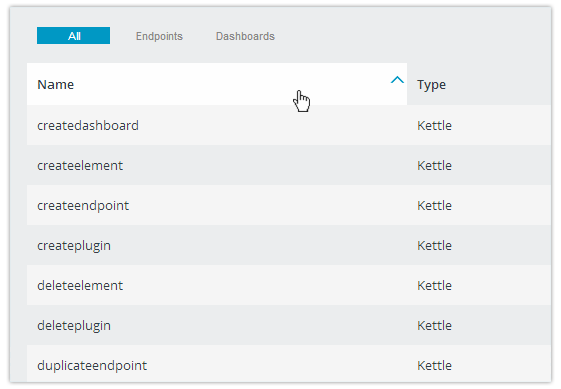 All Endpoints Dashboards
Name Type
createdashboard Kettle
createelement Kettle
createendpoint Kettle
createplugin Kettle
deleteelement Kettle
deleteplugin Kettle
duplicateendpoint Kettle